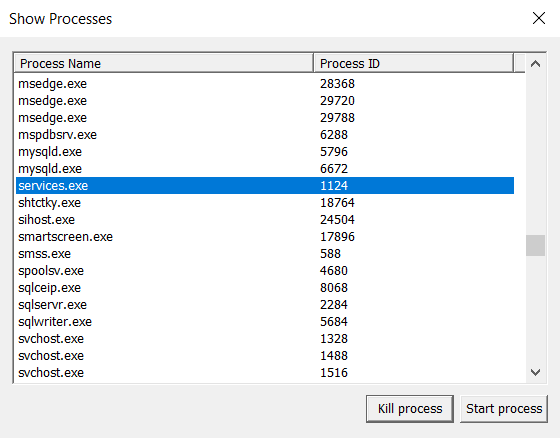 Show Processes
Process Name Process ID
msedge.exe 28368
msedge.exe 29720
msedge.exe 29788
mspdbsrv.exe 6288
mysqld.exe 5796
mysqld.exe 6672
services.exe 1124
shtctky.exe 18764
sihost.exe 24504
smartscreen.exe 17896
smss.exe 588
spoolsv.exe 4680
sqlceip.exe 8068
sqlservr.exe 2284
sqlwriter.exe 5684
svchost.exe 1328
svchost.exe 1488
svchost.exe 1516
Kill process Start process